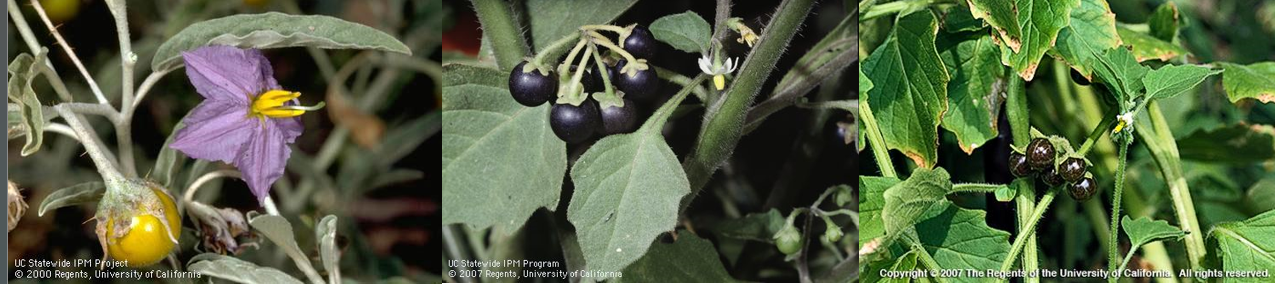 UC Statewide IPM Project
© 2000 Regents, University of California
UC Statewide IPM Program
© 2007 Regents, University of California
Copyright © 2007 The Regents of the University of California. All rights reserved.